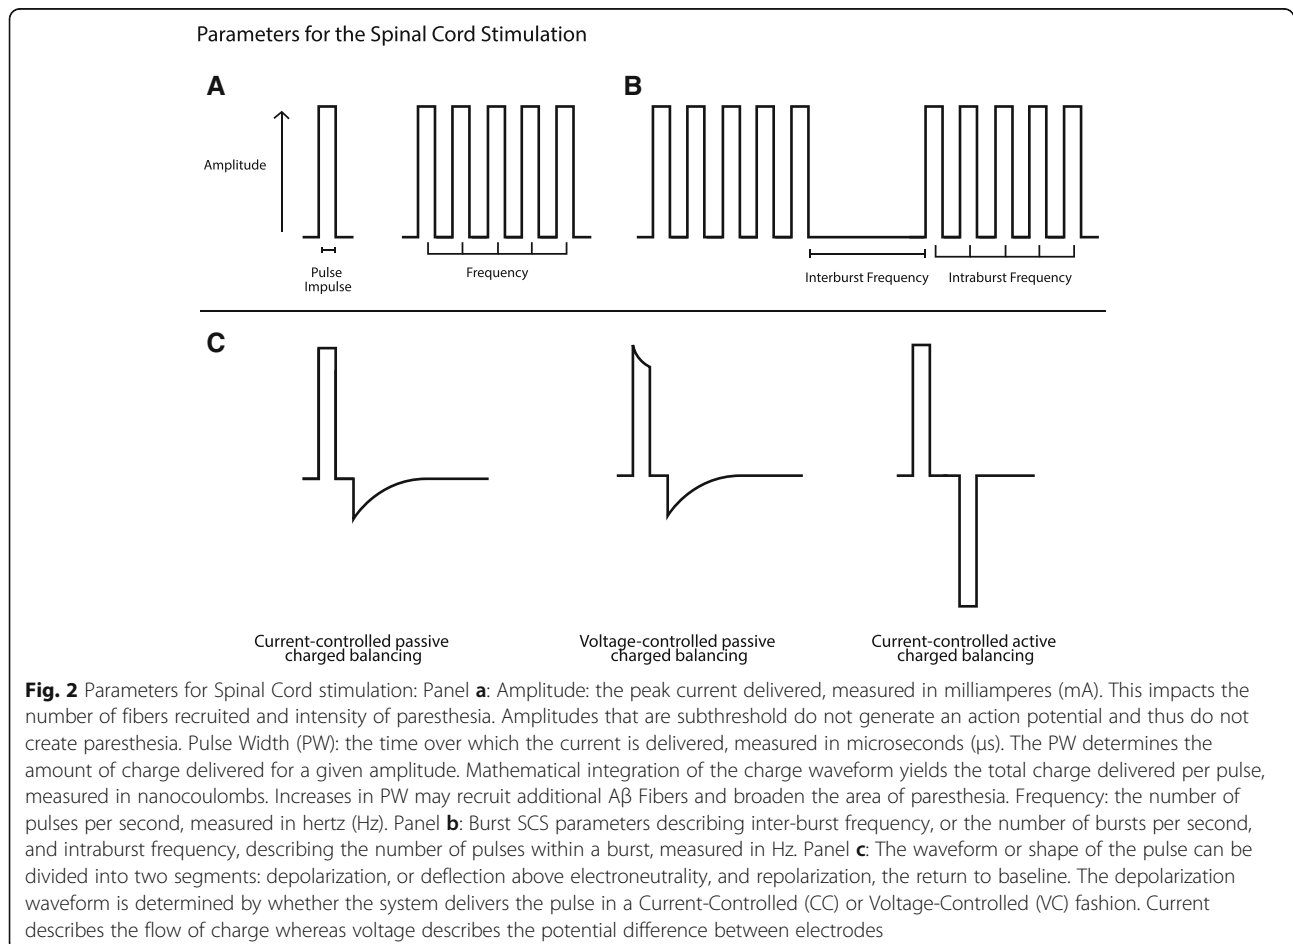 Parameters for the Spinal Cord Stimulation
A
B
Amplitude
Pulse
Impulse
Frequency
Interburst Frequency
Intraburst Frequency
C
Current-controlled passive
charged balancing
Voltage-controlled passive
charged balancing
Current-controlled active
charged balancing
Fig. 2 Parameters for Spinal Cord stimulation: Panel a: Amplitude: the peak current delivered, measured in milliamperes (mA). This impacts the
number of fibers recruited and intensity of paresthesia. Amplitudes that are subthreshold do not generate an action potential and thus do not
create paresthesia. Pulse Width (PW): the time over which the current is delivered, measured in microseconds (μs). The PW determines the
amount of charge delivered for a given amplitude. Mathematical integration of the charge waveform yields the total charge delivered per pulse,
measured in nanocoulombs. Increases in PW may recruit additional Aβ Fibers and broaden the area of paresthesia. Frequency: the number of
pulses per second, measured in hertz (Hz). Panel b: Burst SCS parameters describing inter-burst frequency, or the number of bursts per second,
and intraburst frequency, describing the number of pulses within a burst, measured in Hz. Panel c: The waveform or shape of the pulse can be
divided into two segments: depolarization, or deflection above electroneutrality, and repolarization, the return to baseline. The depolarization
waveform is determined by whether the system delivers the pulse in a Current-Controlled (CC) or Voltage-Controlled (VC) fashion. Current
describes the flow of charge whereas voltage describes the potential difference between electrodes